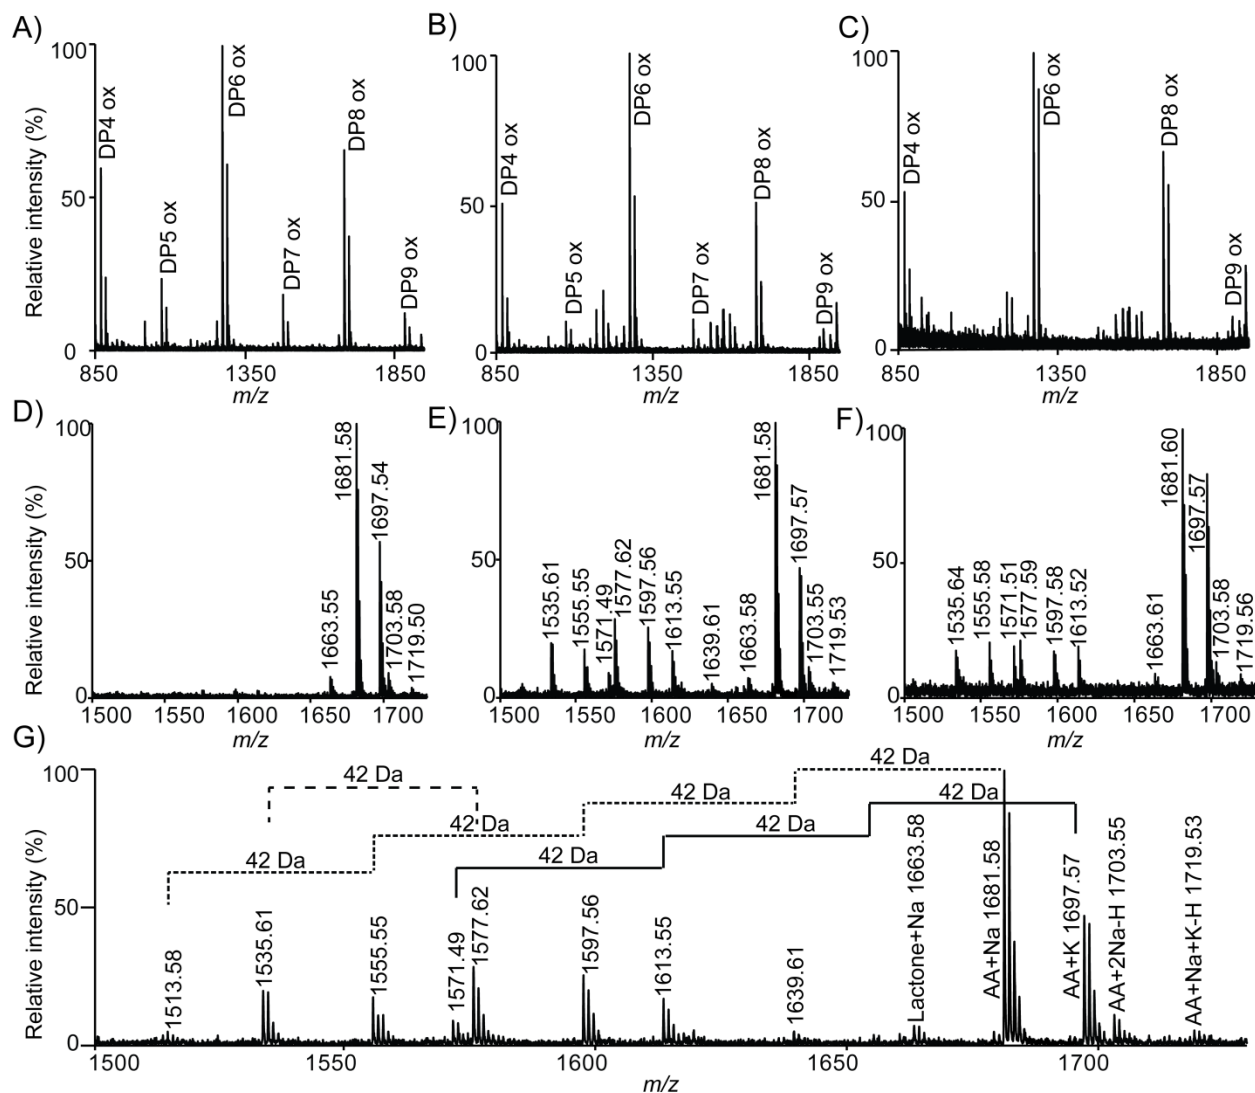 A)
Relative intensity (%)
100
50
0
DP4 ox
DP5 ox
DP6 ox
DP7 ox
DP8 ox
DP9 ox
850
1350
1850
m/z
B)
100
50
0
DP4 ox
DP5 ox
DP6 ox
DP7 ox
DP8 ox
DP9 ox
850
1350
1850
m/z
C)
100
50
0
DP4 ox
DP6 ox
DP8 ox
DP9 ox
850
1350
1850
m/z
D)
Relative intensity (%)
100
50
0
1663.55
1681.58
1697.54
1703.58
1719.50
1500
1550
1600
1650
1700
m/z
E)
100
50
0
1535.61
1555.55
1571.49
1577.62
1597.56
1613.55
1639.61
1663.58
1681.58
1697.57
1703.55
1719.53
1500
1550
1600
1650
1700
m/z
F)
100
50
0
1535.64
1555.58
1571.51
1577.59
1597.58
1613.52
1663.61
1681.60
1697.57
1703.58
1719.56
1500
1550
1600
1650
1700
m/z
G)
Relative intensity (%)
100
50
0
42 Da
42 Da
42 Da
42 Da
42 Da
42 Da
42 Da
42 Da
1513.58
1535.61
1555.55
1571.49
1577.62
1597.56
1613.55
1639.61
Lactone+Na 1663.58
AA+Na 1681.58
AA+K 1697.57
AA+2Na-H 1703.55
AA+Na+K-H 1719.53
1500
1550
1600
1650
1700
m/z